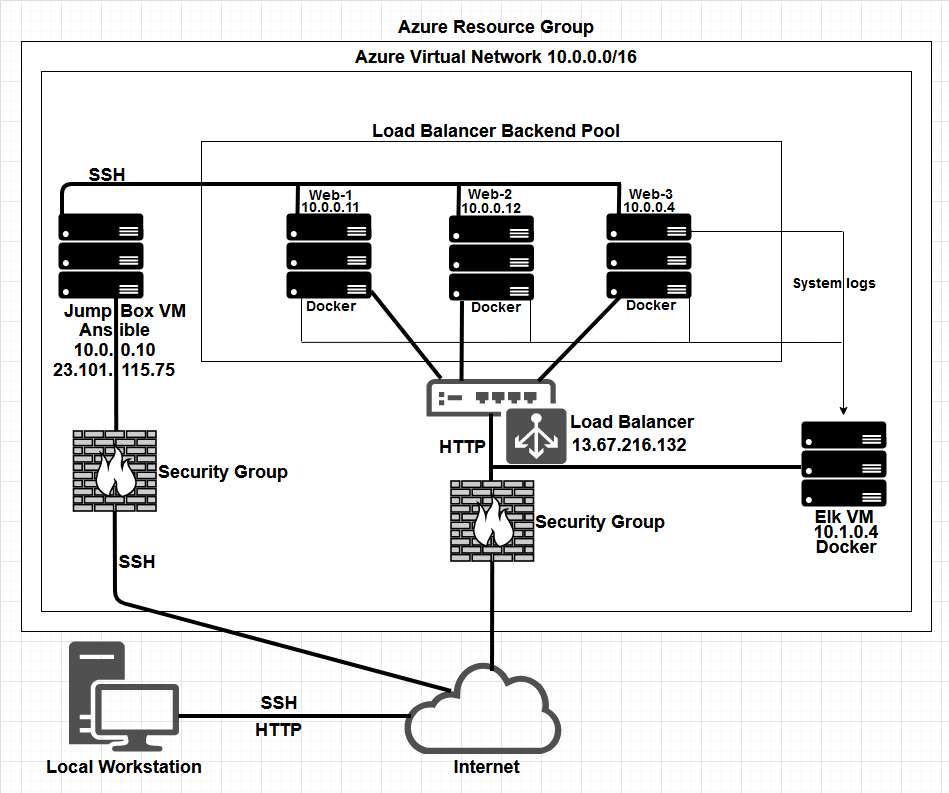 Azure Resource Group
Azure Virtual Network 10.0.0.0/16
Load Balancer Backend Pool
SSH
Web-1
10.0.0.11
Web-2
10.0.0.12
Web-3
10.0.0.4
System logs
Docker
Docker
Docker
Jump Box VM
Ansible
10.0. 0.10
23.101. 115.75
Load Balancer
13.67.216.132
HTTP
Security Group
Security Group
Elk VM
10.1.0.4
Docker
SSH
SSH
HTTP
Local Workstation
Internet